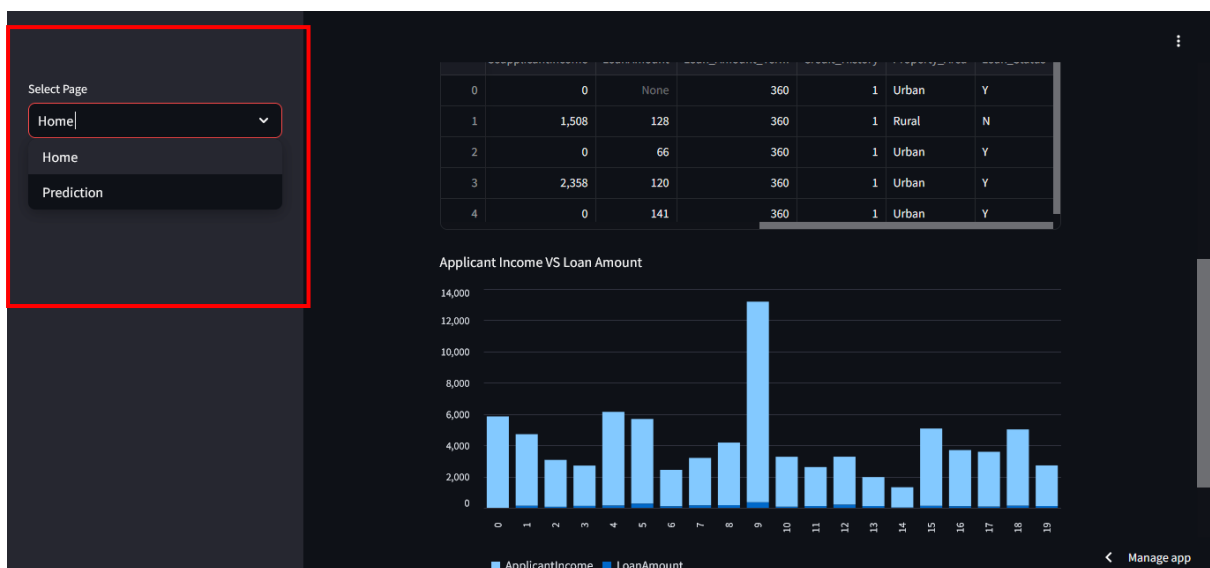 Select Page
Home
Home
Prediction
0 0 None 360 1 Urban Y
1 1,508 128 360 1 Rural N
2 0 66 360 1 Urban Y
3 2,358 120 360 1 Urban Y
4 0 141 360 1 Urban Y
Applicant Income VS Loan Amount
14,000
12,000
10,000
8,000
6,000
4,000
2,000
0
0 1 2 3 4 5 6 7 8 9 10 11 12 13 14 15 16 17 18 19
ApplicantIncome LoanAmount
Manage app